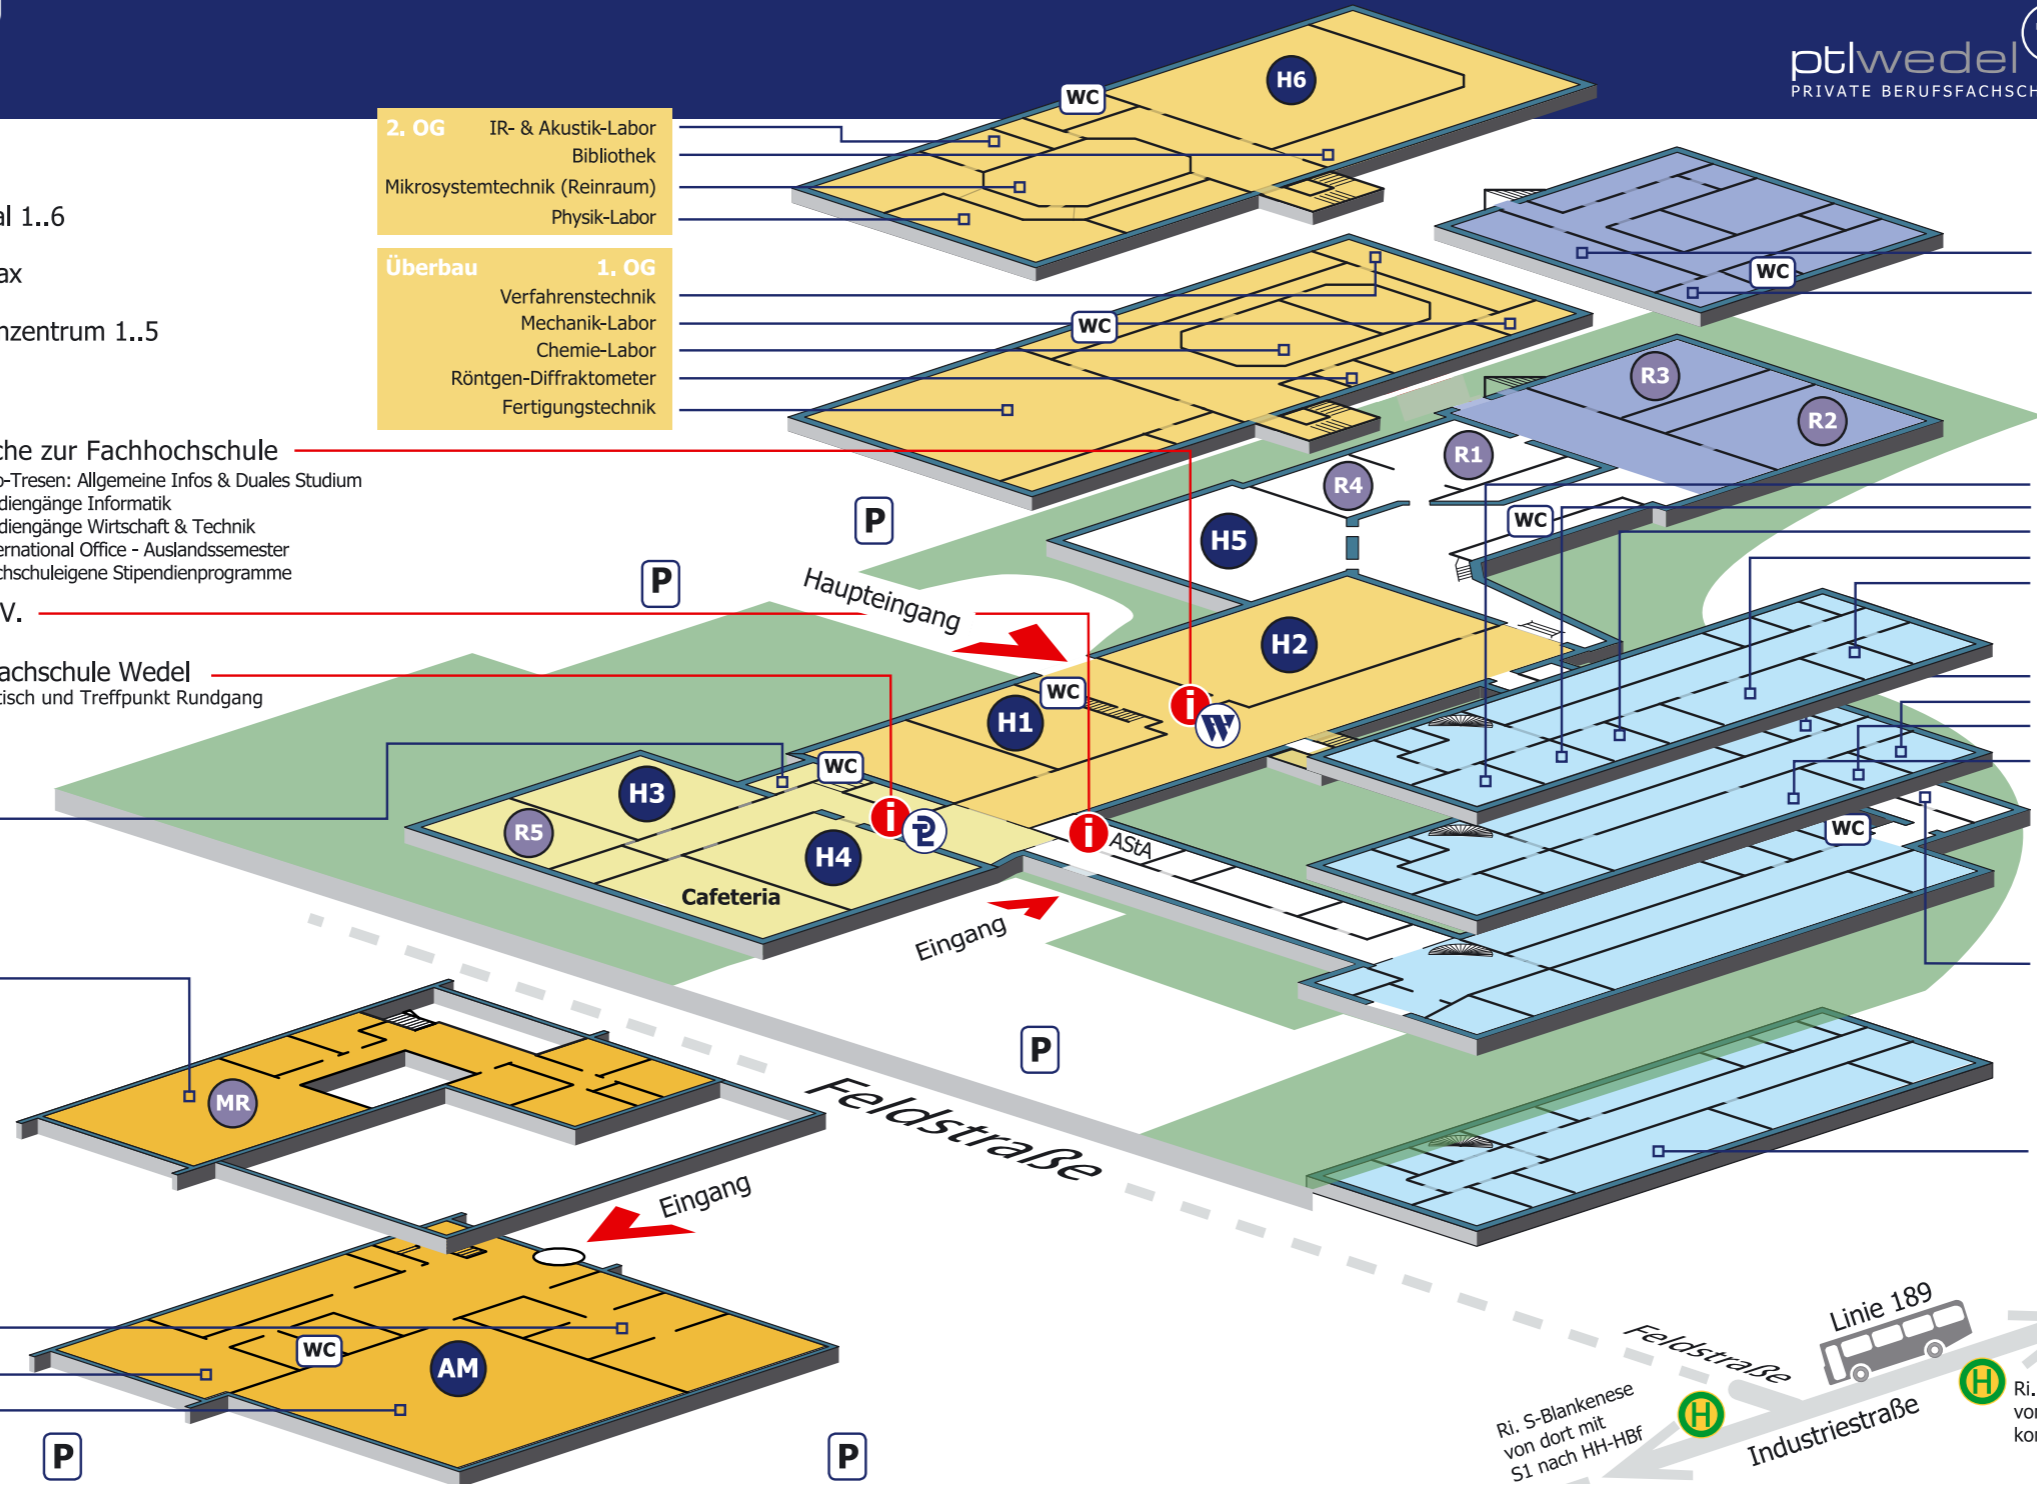 ptlwedel
PRIVATE BERUFSFACHSCH
H6
WC
2. OG IR- & Akustik-Labor
Bibliothek
Mikrosystemtechnik (Reinraum)
Physik-Labor
al 1..6
ax
nzentrum 1..5
Überbau 1. OG
Verfahrenstechnik
Mechanik-Labor
Chemie-Labor
Röntgen-Diffraktometer
Fertigungstechnik
WC
WC
R3
R2
R1
R4
WC
H5
che zur Fachhochschule
o-Tresen: Allgemeine Infos & Duales Studium
diengänge Informatik
diengänge Wirtschaft & Technik
ernational Office - Auslandssemester
chschuleigene Stipendienprogramme
V.
achschule Wedel
tisch und Treffpunkt Rundgang
P
P
Haupteingang
H2
WC
H1
i
W
WC
H3
R5
i
H4
Cafeteria
i
AStA
WC
Eingang
P
MR
Feldstraße
Eingang
WC
AM
P
P
Linie 189
Feldstraße
H
H
Industriestraße
Ri. S-Blankenese
von dort mit
S1 nach HH-HBf
Ri.
vor
kor